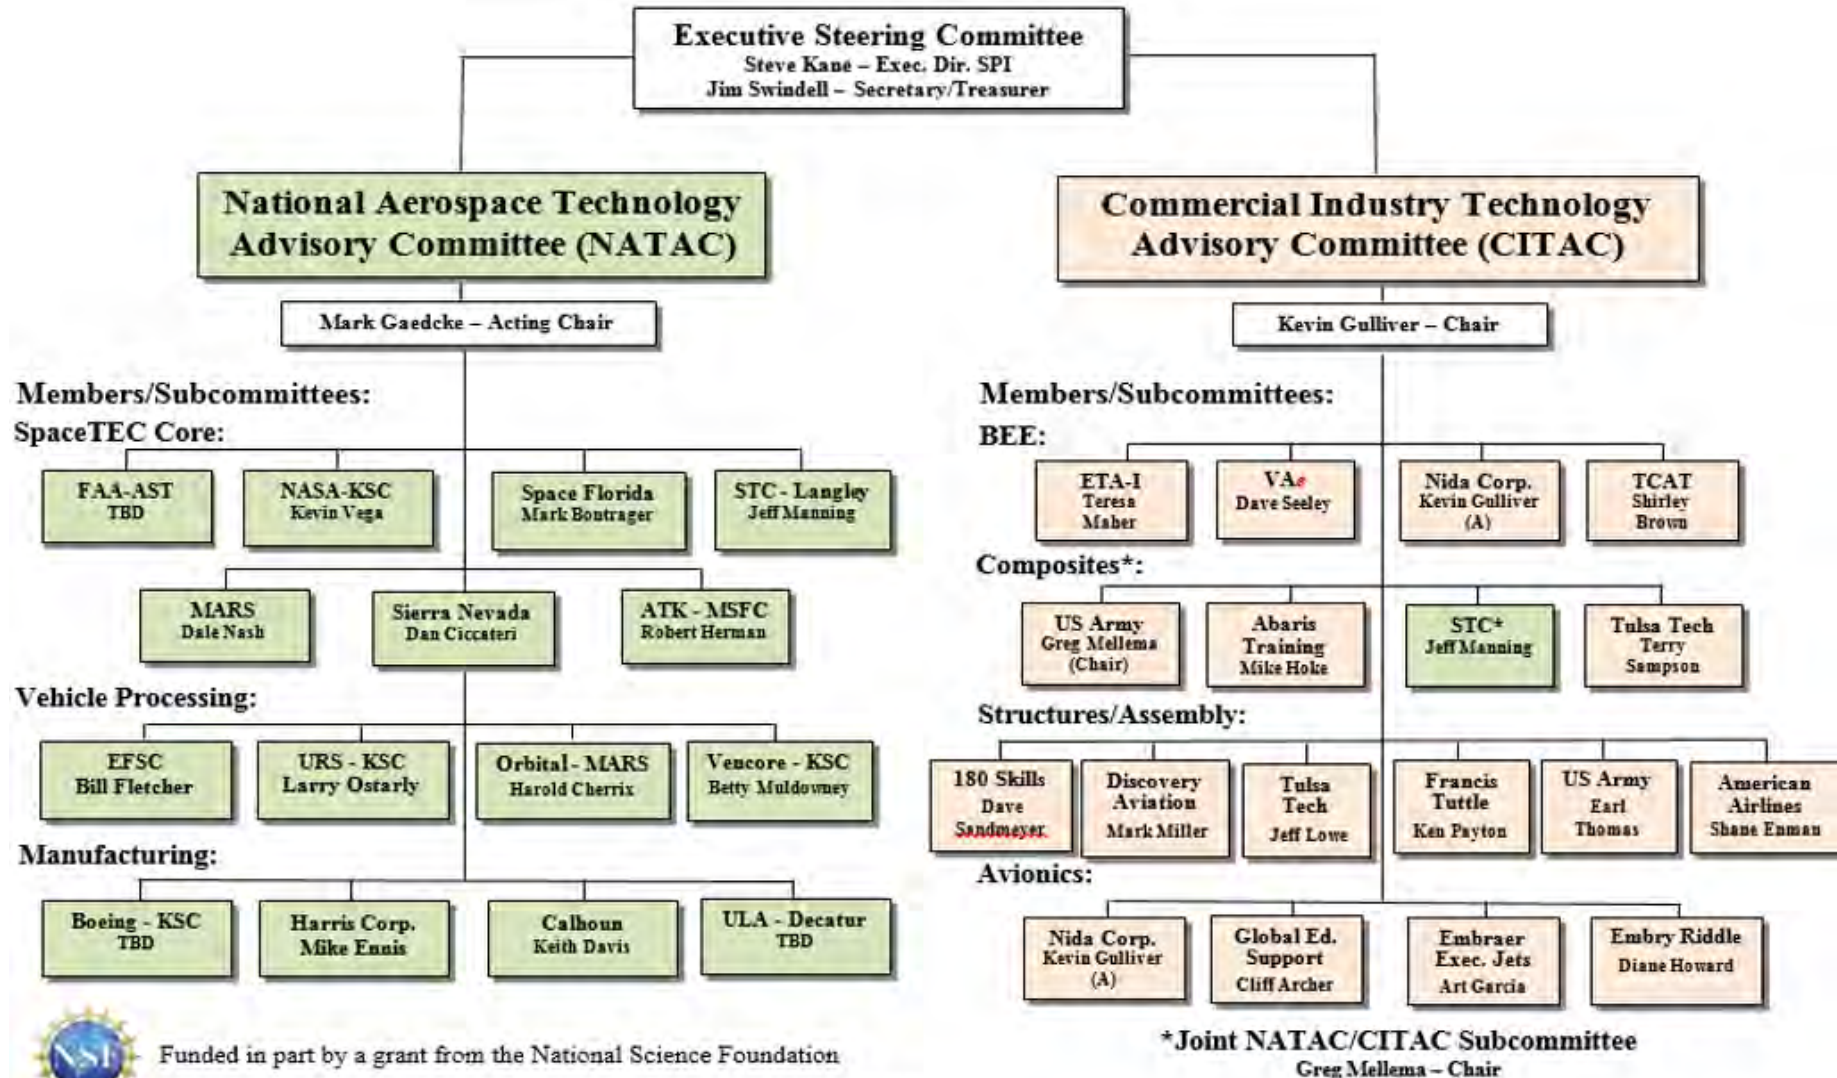 Executive Steering Committee
Steve Kane – Exec. Dir. SPI
Jim Swindell – Secretary/Treasurer
National Aerospace Technology
Advisory Committee (NATAC)
Mark Gaedcke – Acting Chair
Members/Subcommittees:
SpaceTEC Core:
FAA-AST
TBD
NASA-KSC
Kevin Vega
Space Florida
Mark Bontrager
STC - Langley
Jeff Manning
MARS
Dale Nash
Sierra Nevada
Dan Ciccateri
ATK - MSFC
Robert Herman
Vehicle Processing:
EFSC
Bill Fletcher
URS - KSC
Larry Ostarly
Orbital - MARS
Harold Cherrix
Vencore - KSC
Betty Muldowney
Manufacturing:
Boeing - KSC
TBD
Harris Corp.
Mike Ennis
Calhoun
Keith Davis
ULA - Decatur
TBD
NSF
Funded in part by a grant from the National Science Foundation
Commercial Industry Technology
Advisory Committee (CITAC)
Kevin Gulliver – Chair
Members/Subcommittees:
BEE:
ETA-I
Teresa
Maher
VAe
Dave Seeley
Nida Corp.
Kevin Gulliver
(A)
TCAT
Shirley
Brown
Composites*:
US Army
Greg Mellema
(Chair)
Abaris
Training
Mike Hoke
STC*
Jeff Manning
Tulsa Tech
Terry
Sampson
Structures/Assembly:
180 Skills
Dave
Sandmeyer
Discovery
Aviation
Mark Miller
Tulsa
Tech
Jeff Lowe
Francis
Tuttle
Ken Payton
US Army
Earl
Thomas
American
Airlines
Shane Enman
Avionics:
Nida Corp.
Kevin Gulliver
(A)
Global Ed.
Support
Cliff Archer
Embraer
Exec. Jets
Art Garcia
Embry Riddle
Diane Howard
*Joint NATAC/CITAC Subcommittee
Greg Mellema – Chair